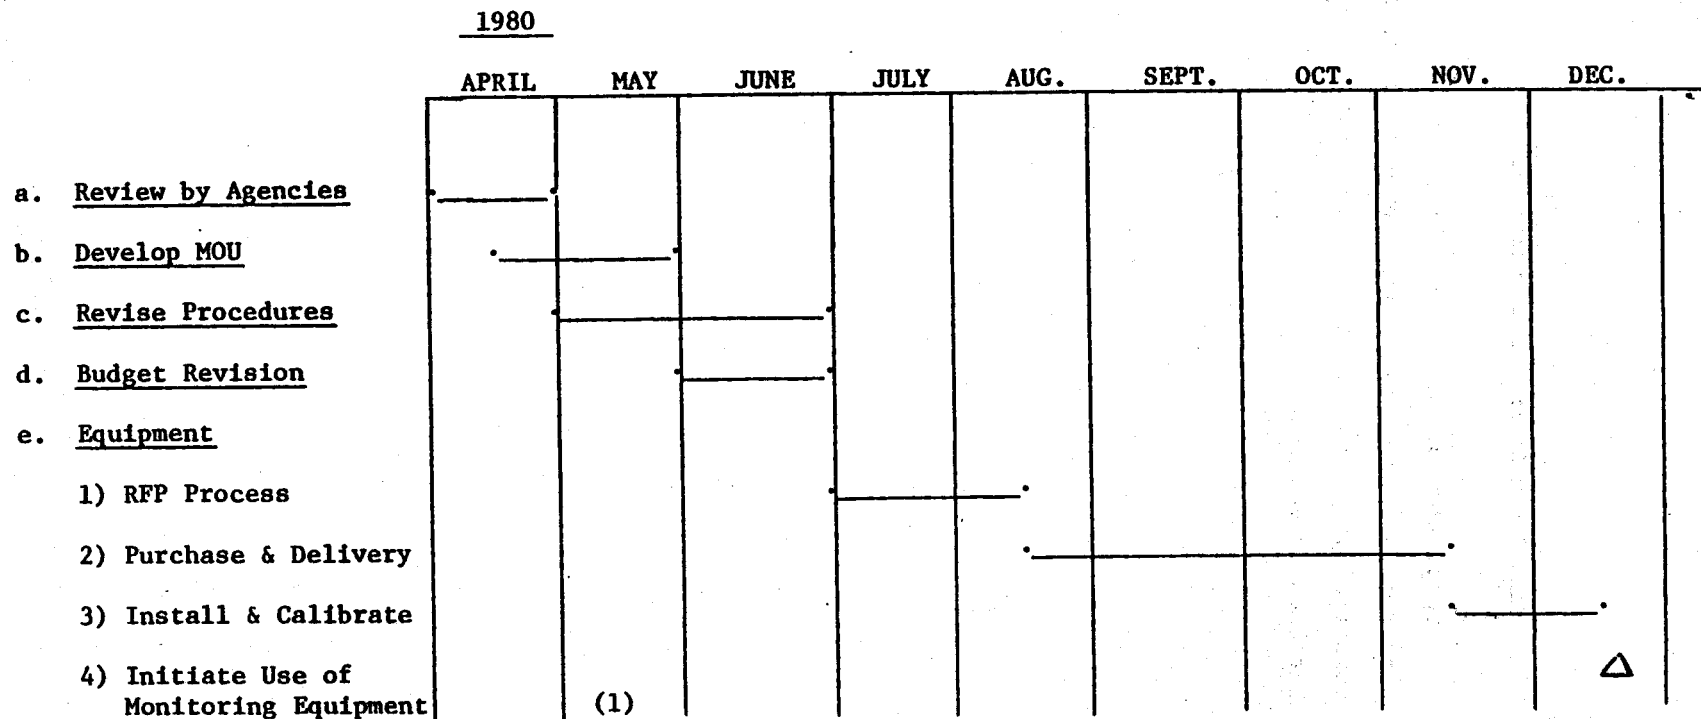 1980
APRIL MAY JUNE JULY AUG. SEPT. OCT. NOV. DEC.
a. Review by Agencies
b. Develop MOU
c. Revise Procedures
d. Budget Revision
e. Equipment
1) RFP Process
2) Purchase & Delivery
3) Install & Calibrate
4) Initiate Use of
Monitoring Equipment (1)